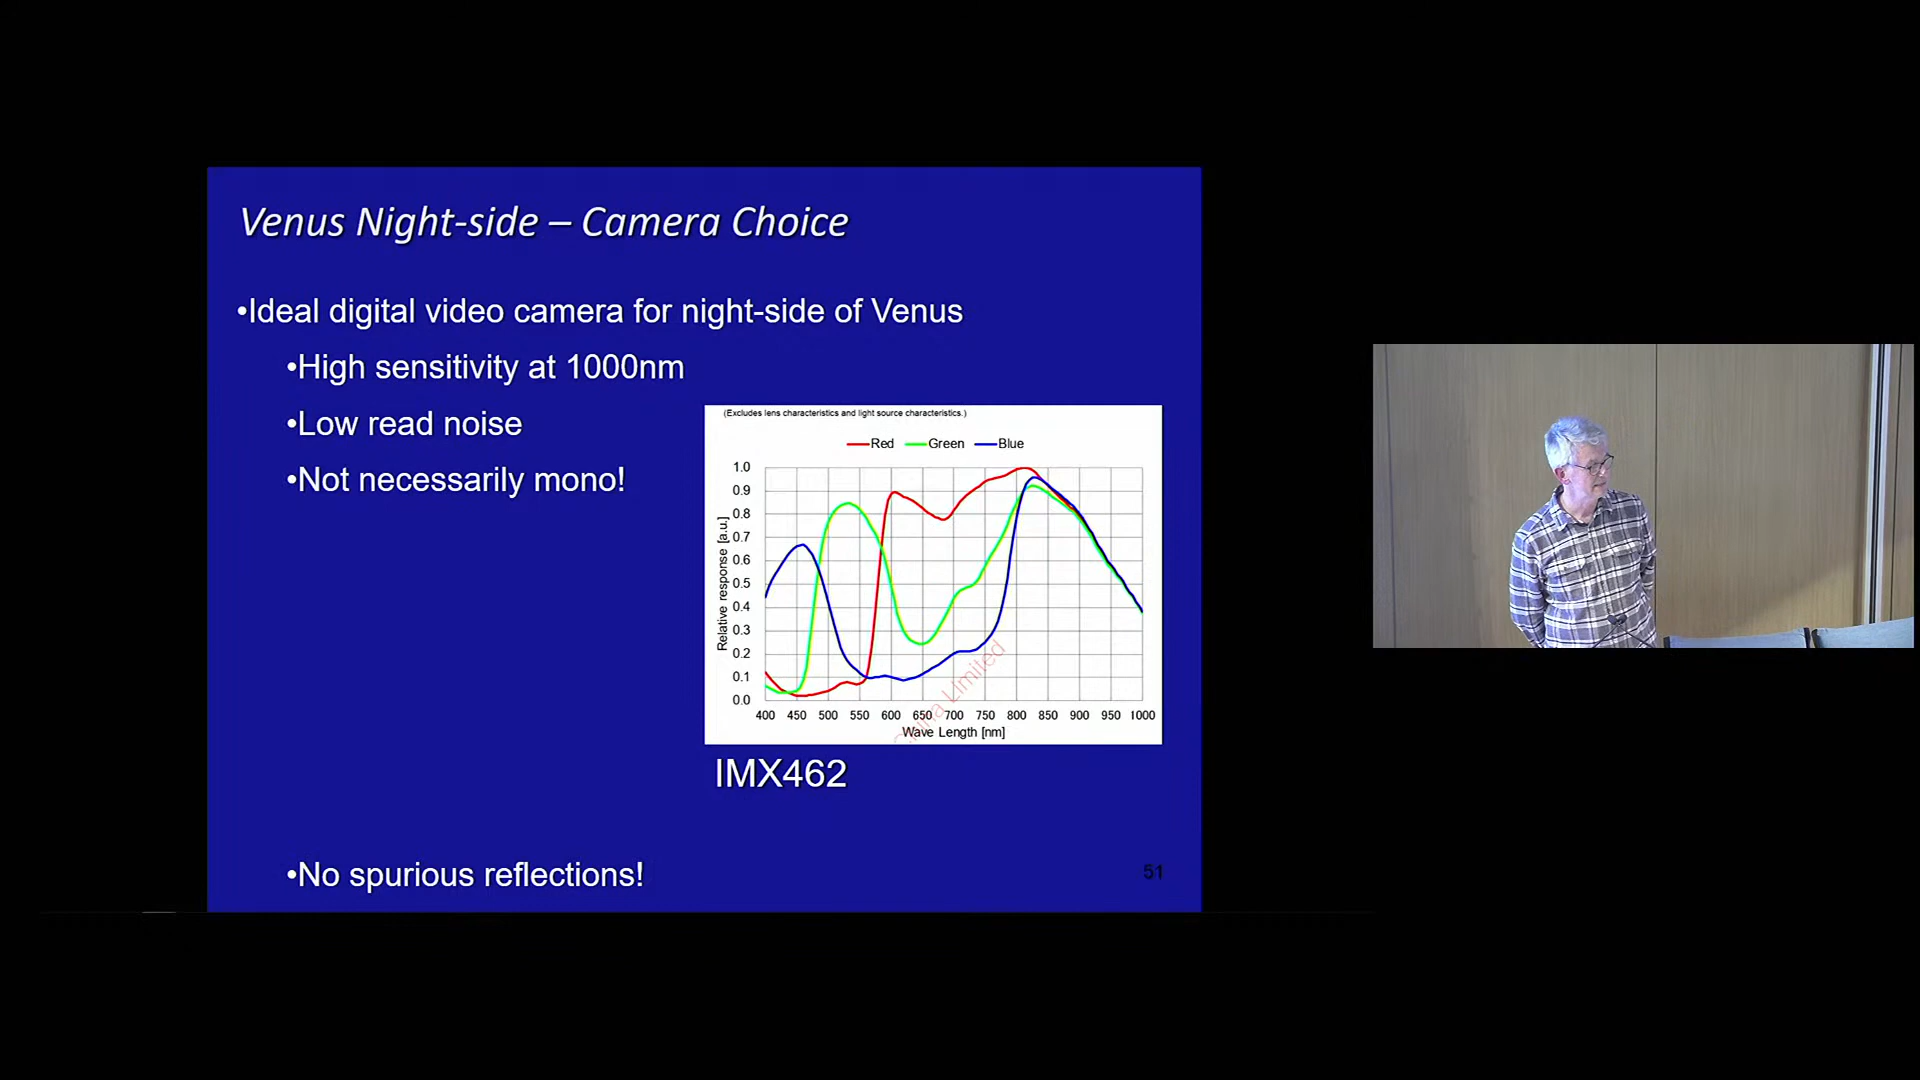 Venus Night-side – Camera Choice
•Ideal digital video camera for night-side of Venus
•High sensitivity at 1000nm
•Low read noise
•Not necessarily mono!
(Excludes lens characteristics and light source characteristics.)
Red Green Blue
1.0
0.9
0.8
0.7
0.6
0.5
0.4
0.3
0.2
0.1
0.0
Relative response [a.u.]
400 450 500 550 600 650 700 750 800 850 900 950 1000
Wave Length [nm]
China Limited
IMX462
•No spurious reflections!
51